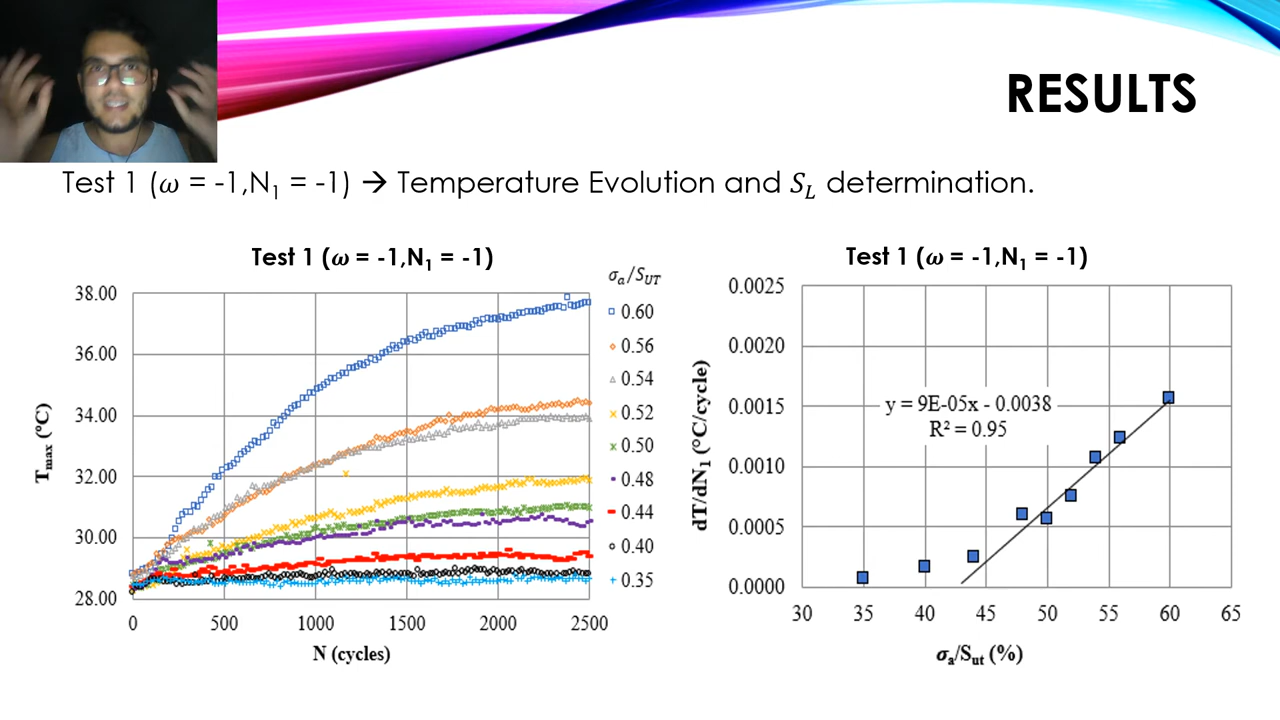 RESULTS
Test 1 (ω = -1,N₁ = -1) → Temperature Evolution and S_L determination.
Test 1 (ω = -1,N₁ = -1)
σₐ/S_UT
38.00
36.00
34.00
32.00
30.00
28.00
T_max (°C)
0 500 1000 1500 2000 2500
N (cycles)
0.60
0.56
0.54
0.52
0.50
0.48
0.44
0.40
0.35
Test 1 (ω = -1,N₁ = -1)
0.0025
0.0020
0.0015
0.0010
0.0005
0.0000
dT/dN₁ (°C/cycle)
y = 9E-05x - 0.0038
R² = 0.95
30 35 40 45 50 55 60 65
σₐ/S_ut (%)